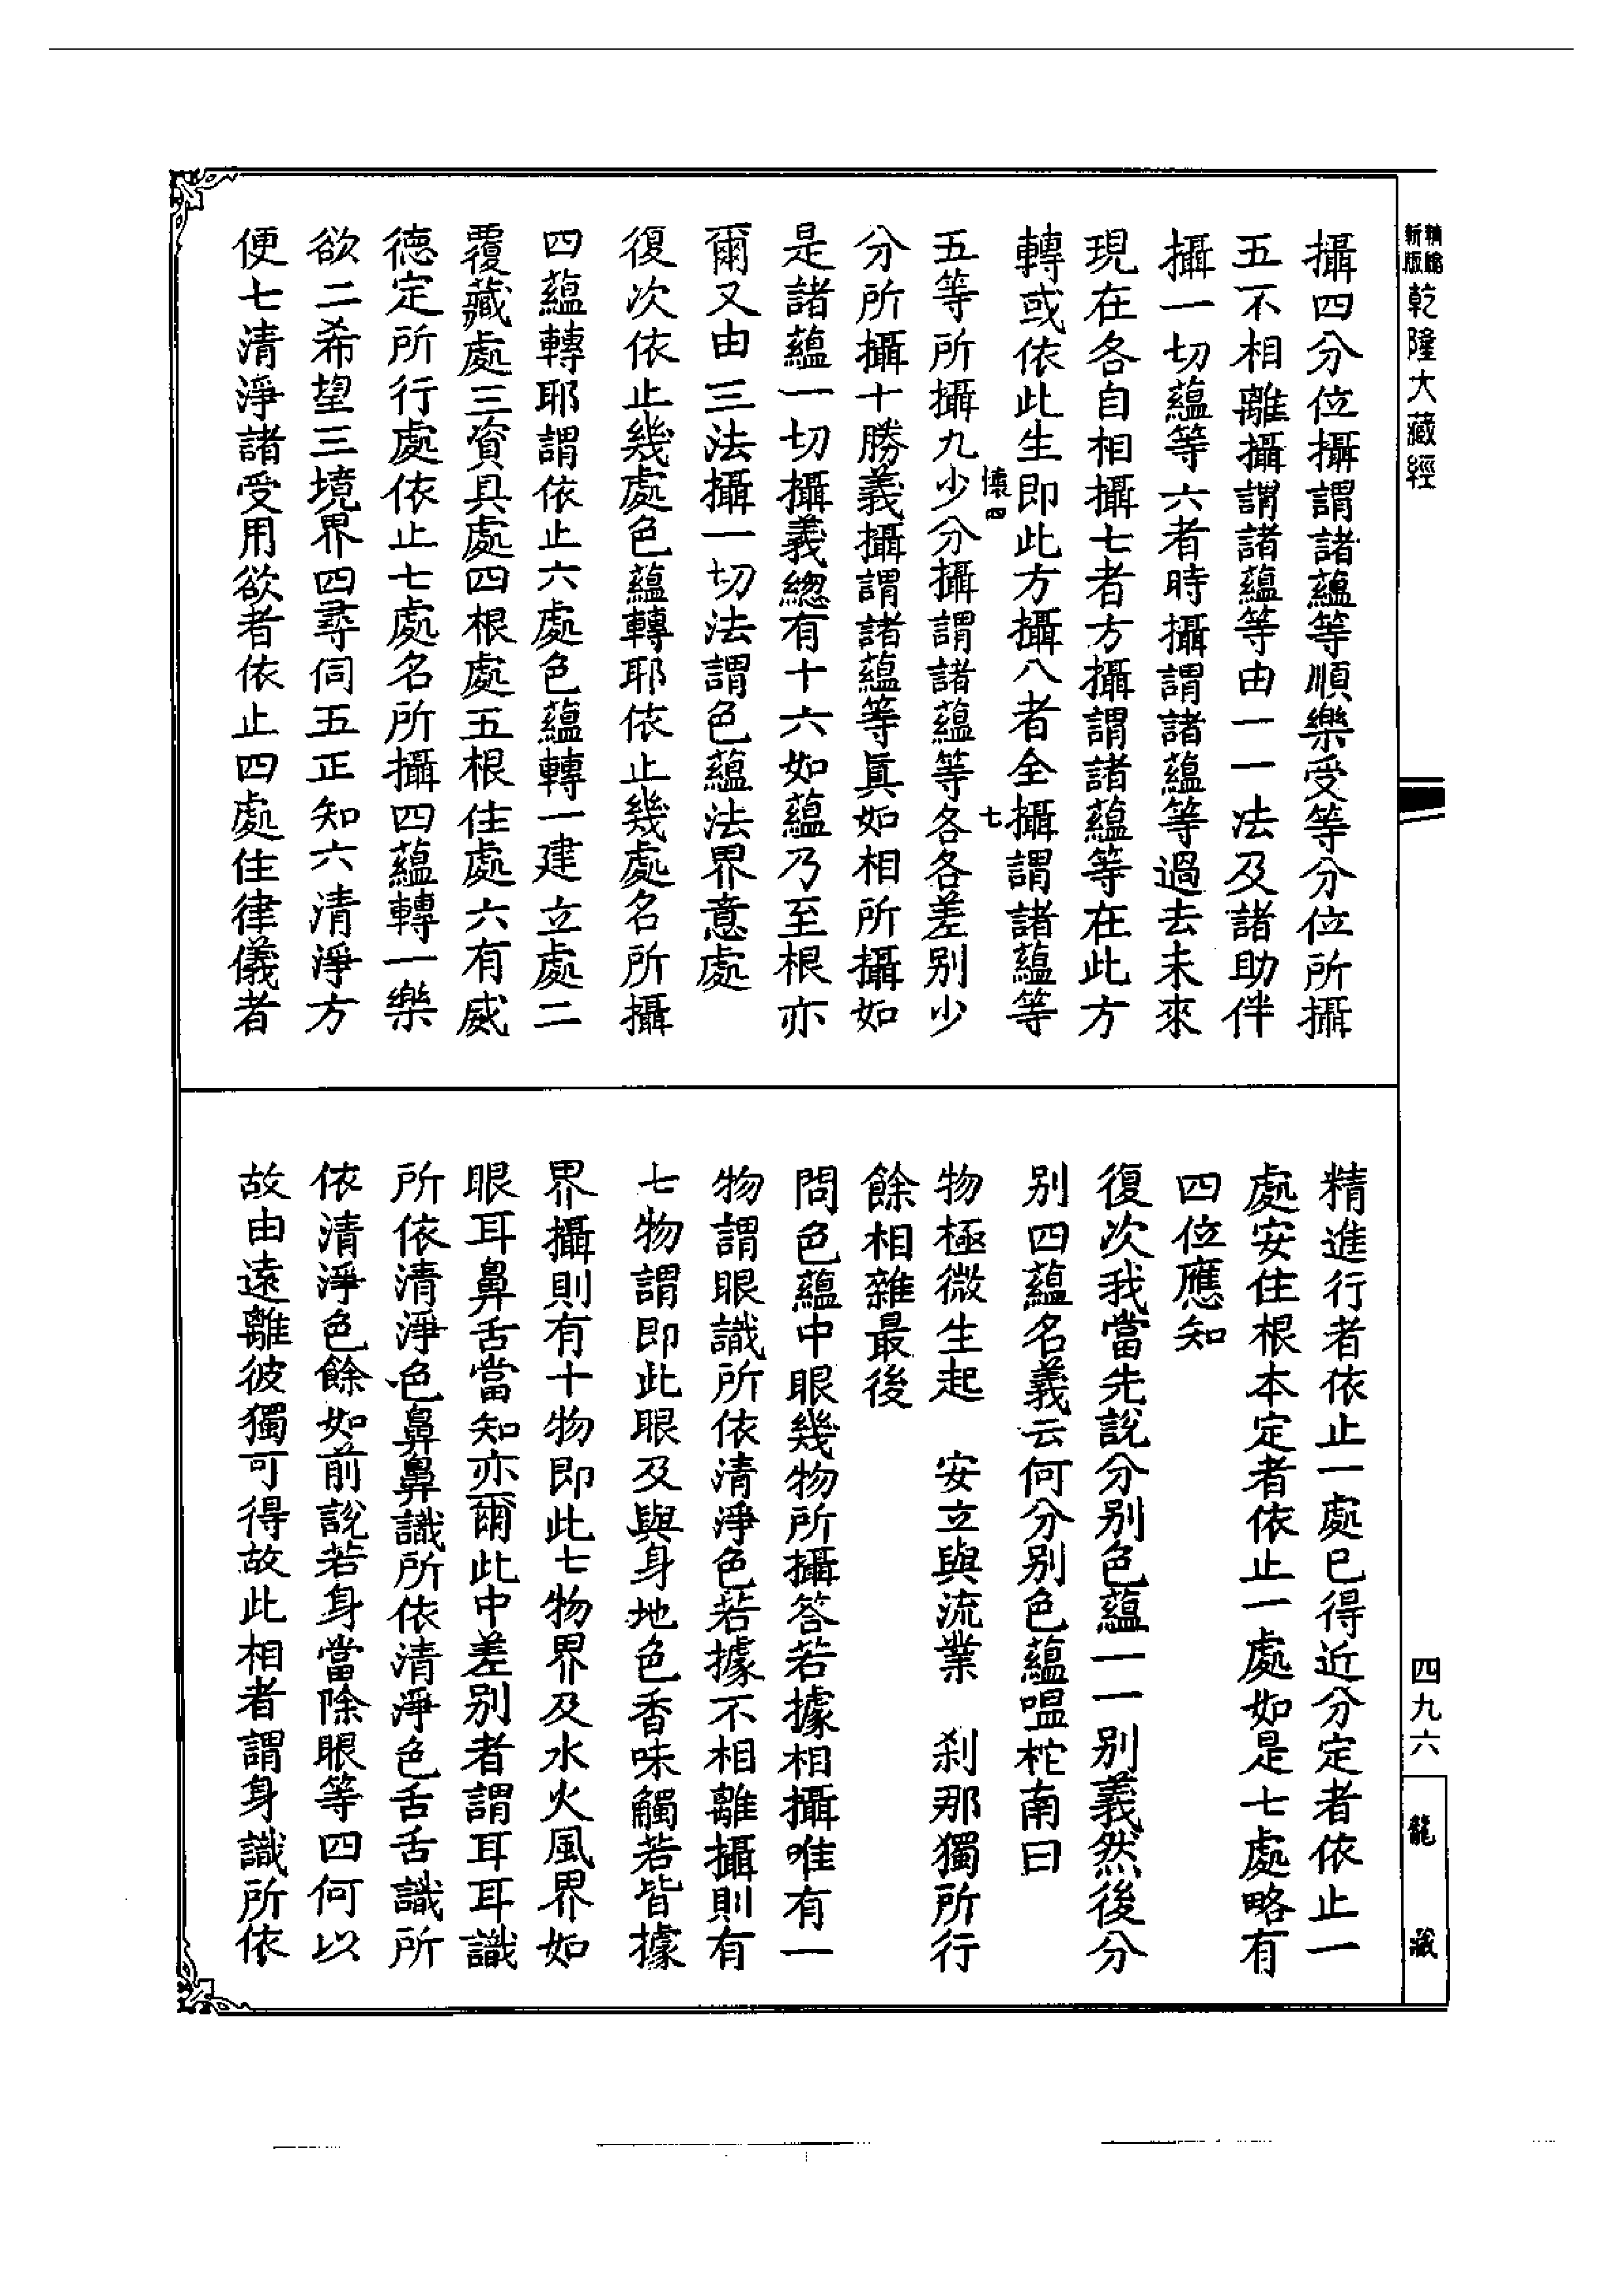 精縮
新版
乾隆大藏經
攝四分位攝謂諸蘊等順樂受等分位所攝
五不相離攝謂諸蘊等由一一法及諸助伴
攝一切蘊等六者時攝謂諸蘊等過去未來
現在各自相攝七者方攝謂諸蘊等在此方
轉或依此生即此方攝八者全攝謂諸蘊等
懷四 七
五等所攝九少分攝謂諸蘊等各各差別少
分所攝十勝義攝謂諸蘊等真如相所攝如
是諸蘊一切攝義總有十六如蘊乃至根亦
爾又由三法攝一切法謂色蘊法界意處
復次依止幾處色蘊轉耶依止幾處名所攝
四蘊轉耶謂依止六處色蘊轉一建立處二
覆藏處三資具處四根處五根住處六有威
德定所行處依止七處名所攝四蘊轉一樂
欲二希望三境界四尋伺五正知六清淨方
便七清淨諸受用欲者依止四處住律儀者
精進行者依止一處已得近分定者依止一
處安住根本定者依止一處如是七處略有
四位應知
復次我當先說分別色蘊一一別義然後分
別四蘊名義云何分別色蘊嗢柁南曰
物極微生起 安立與流業 剎那獨所行
餘相雜最後
問色蘊中眼幾物所攝答若據相攝唯有一
物謂眼識所依清淨色若據不相離攝則有
七物謂即此眼及與身地色香味觸若皆據
界攝則有十物即此七物界及水火風界如
眼耳鼻舌當知亦爾此中差別者謂耳耳識
所依清淨色鼻鼻識所依清淨色舌舌識所
依清淨色餘如前說若身當除眼等四何以
故由遠離彼獨可得故此相者謂身識所依
四九六
龍藏